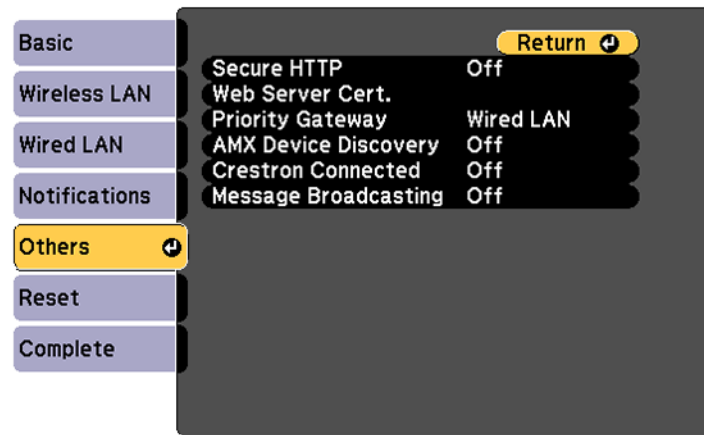 Basic
Wireless LAN
Wired LAN
Notifications
Others
Reset
Complete
Return
Secure HTTP Off
Web Server Cert.
Priority Gateway Wired LAN
AMX Device Discovery Off
Crestron Connected Off
Message Broadcasting Off